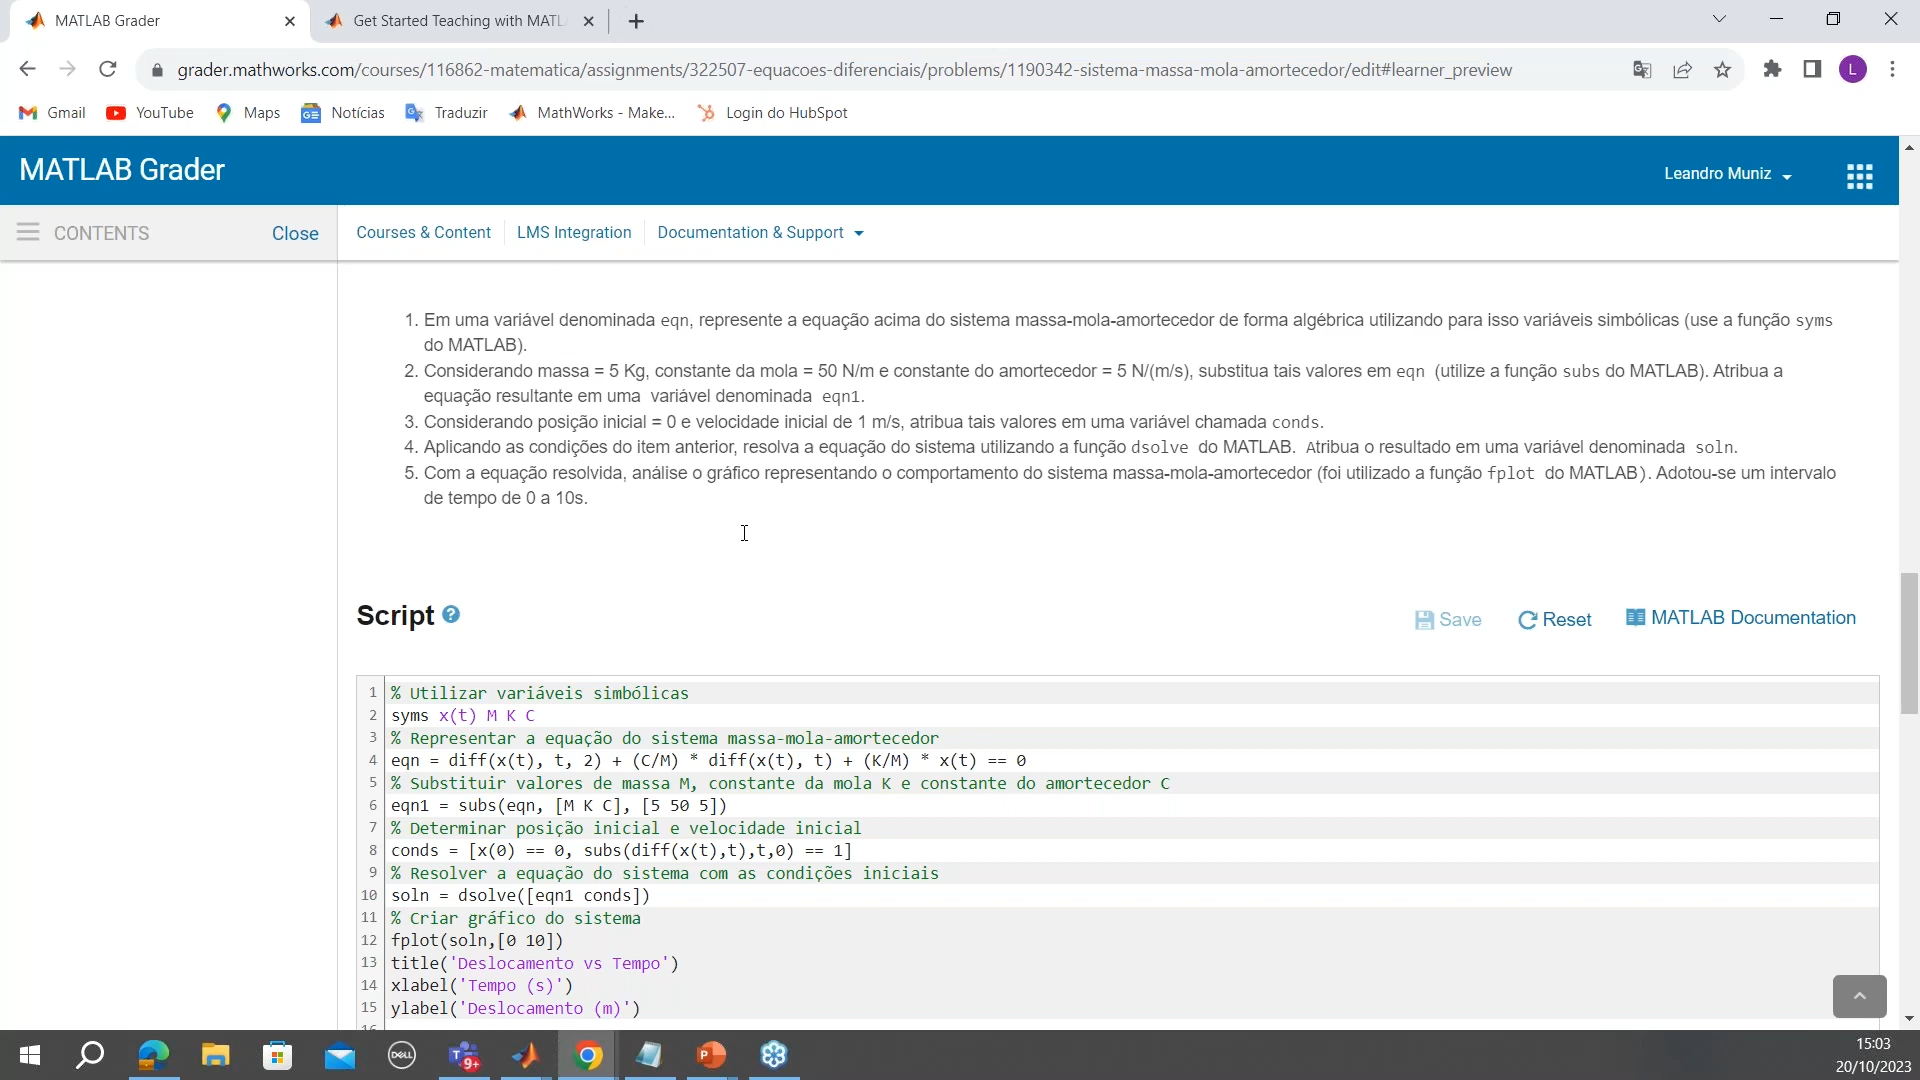 MATLAB Grader
Get Started Teaching with MATL
grader.mathworks.com/courses/116862-matematica/assignments/322507-equacoes-diferenciais/problems/1190342-sistema-massa-mola-amortecedor/edit#learner_preview
L
Gmail
YouTube
Maps
Notícias
Traduzir
MathWorks - Make...
Login do HubSpot
MATLAB Grader
Leandro Muniz
CONTENTS
Close
Courses & Content
LMS Integration
Documentation & Support
1. Em uma variável denominada eqn, represente a equação acima do sistema massa-mola-amortecedor de forma algébrica utilizando para isso variáveis simbólicas (use a função syms
do MATLAB).
2. Considerando massa = 5 Kg, constante da mola = 50 N/m e constante do amortecedor = 5 N/(m/s), substitua tais valores em eqn (utilize a função subs do MATLAB). Atribua a
equação resultante em uma variável denominada eqn1.
3. Considerando posição inicial = 0 e velocidade inicial de 1 m/s, atribua tais valores em uma variável chamada conds.
4. Aplicando as condições do item anterior, resolva a equação do sistema utilizando a função dsolve do MATLAB. Atribua o resultado em uma variável denominada soln.
5. Com a equação resolvida, análise o gráfico representando o comportamento do sistema massa-mola-amortecedor (foi utilizado a função fplot do MATLAB). Adotou-se um intervalo
de tempo de 0 a 10s.
Script ?
Save
Reset
MATLAB Documentation
1 % Utilizar variáveis simbólicas
2 syms x(t) M K C
3 % Representar a equação do sistema massa-mola-amortecedor
4 eqn = diff(x(t), t, 2) + (C/M) * diff(x(t), t) + (K/M) * x(t) == 0
5 % Substituir valores de massa M, constante da mola K e constante do amortecedor C
6 eqn1 = subs(eqn, [M K C], [5 50 5])
7 % Determinar posição inicial e velocidade inicial
8 conds = [x(0) == 0, subs(diff(x(t),t),t,0) == 1]
9 % Resolver a equação do sistema com as condições iniciais
10 soln = dsolve([eqn1 conds])
11 % Criar gráfico do sistema
12 fplot(soln,[0 10])
13 title('Deslocamento vs Tempo')
14 xlabel('Tempo (s)')
15 ylabel('Deslocamento (m)')
16
DELL
9+
15:03
20/10/2023